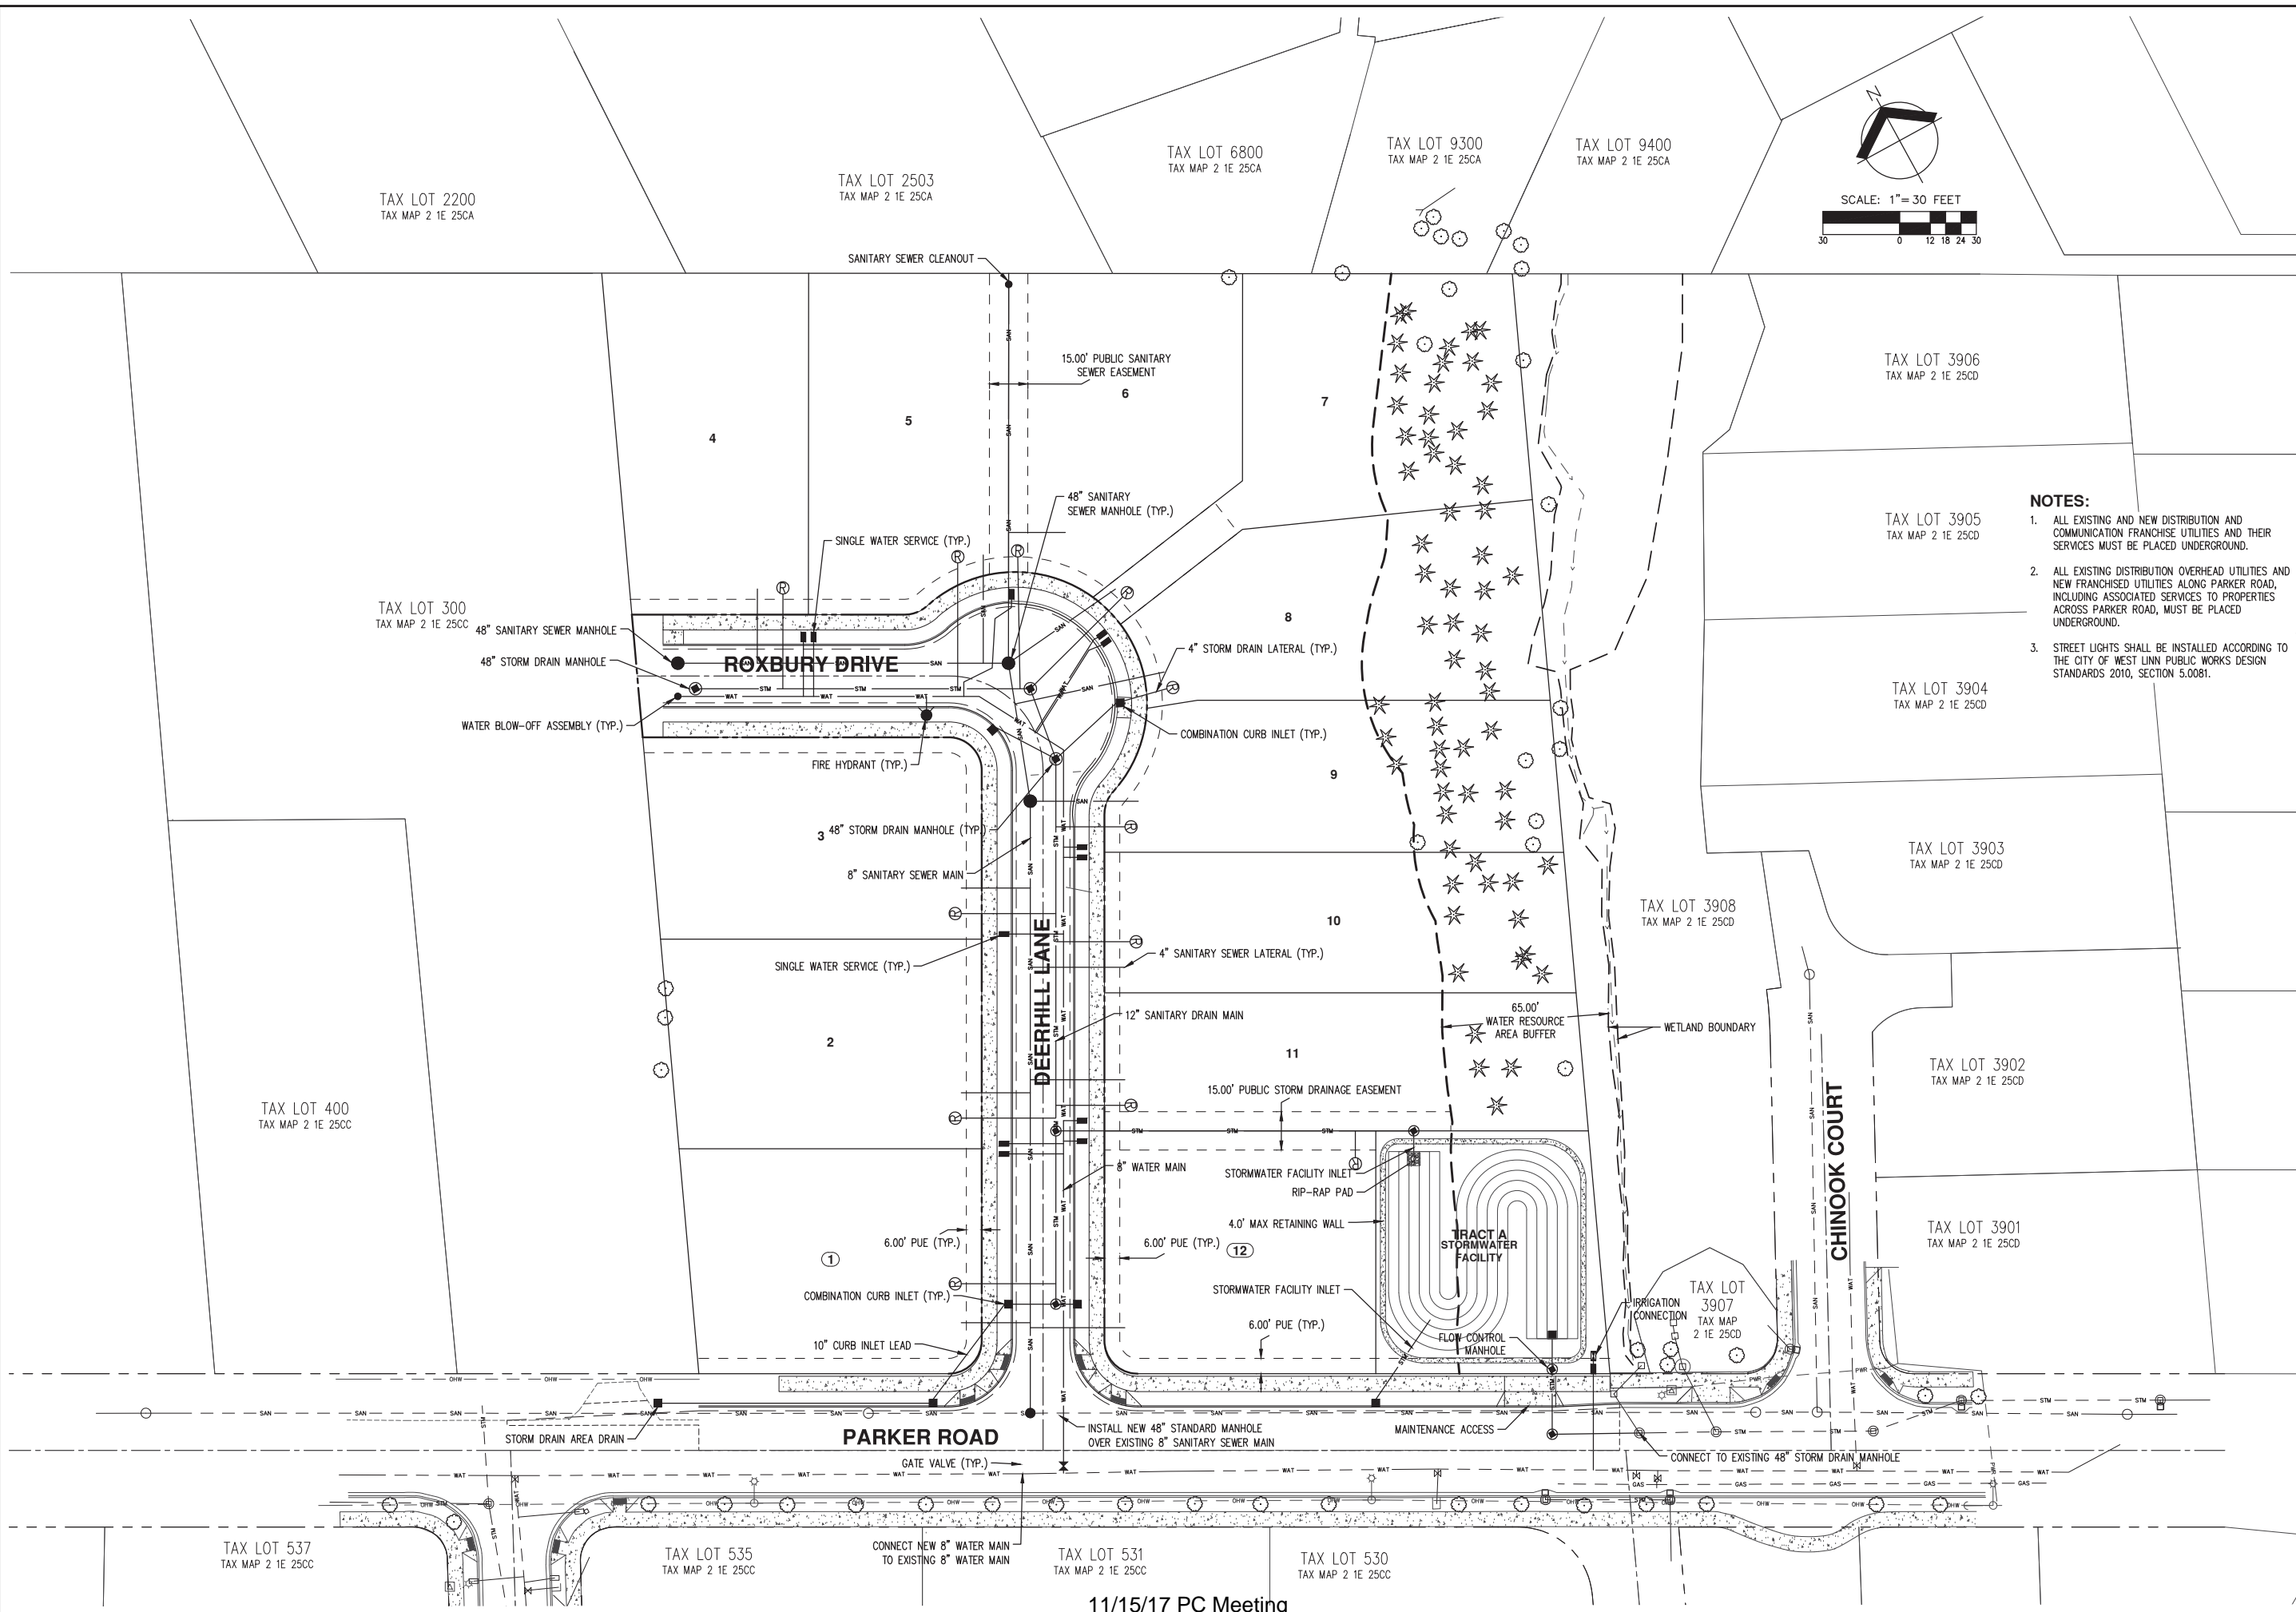 TAX LOT 2200
TAX MAP 2 1E 25CA
TAX LOT 2503
TAX MAP 2 1E 25CA
TAX LOT 6800
TAX MAP 2 1E 25CA
TAX LOT 9300
TAX MAP 2 1E 25CA
TAX LOT 9400
TAX MAP 2 1E 25CA
N
SCALE: 1"= 30 FEET
30 0 12 18 24 30
SANITARY SEWER CLEANOUT
15.00' PUBLIC SANITARY
SEWER EASEMENT
4
5
6
7
TAX LOT 3906
TAX MAP 2 1E 25CD
48" SANITARY
SEWER MANHOLE (TYP.)
SINGLE WATER SERVICE (TYP.)
TAX LOT 3905
TAX MAP 2 1E 25CD
NOTES:
1. ALL EXISTING AND NEW DISTRIBUTION AND
COMMUNICATION FRANCHISE UTILITIES AND THEIR
SERVICES MUST BE PLACED UNDERGROUND.
2. ALL EXISTING DISTRIBUTION OVERHEAD UTILITIES AND
NEW FRANCHISED UTILITIES ALONG PARKER ROAD,
INCLUDING ASSOCIATED SERVICES TO PROPERTIES
ACROSS PARKER ROAD, MUST BE PLACED
UNDERGROUND.
3. STREET LIGHTS SHALL BE INSTALLED ACCORDING TO
THE CITY OF WEST LINN PUBLIC WORKS DESIGN
STANDARDS 2010, SECTION 5.0081.
TAX LOT 300
TAX MAP 2 1E 25CC
48" SANITARY SEWER MANHOLE
48" STORM DRAIN MANHOLE
ROXBURY DRIVE
WATER BLOW-OFF ASSEMBLY (TYP.)
FIRE HYDRANT (TYP.)
8
4" STORM DRAIN LATERAL (TYP.)
COMBINATION CURB INLET (TYP.)
TAX LOT 3904
TAX MAP 2 1E 25CD
9
3
48" STORM DRAIN MANHOLE (TYP.)
8" SANITARY SEWER MAIN
TAX LOT 3903
TAX MAP 2 1E 25CD
TAX LOT 3908
TAX MAP 2 1E 25CD
10
SINGLE WATER SERVICE (TYP.)
4" SANITARY SEWER LATERAL (TYP.)
DEERHILL LANE
12" SANITARY DRAIN MAIN
65.00'
WATER RESOURCE
AREA BUFFER
WETLAND BOUNDARY
2
11
TAX LOT 3902
TAX MAP 2 1E 25CD
TAX LOT 400
TAX MAP 2 1E 25CC
15.00' PUBLIC STORM DRAINAGE EASEMENT
8" WATER MAIN
STORMWATER FACILITY INLET
RIP-RAP PAD
4.0' MAX RETAINING WALL
CHINOOK COURT
TAX LOT 3901
TAX MAP 2 1E 25CD
6.00' PUE (TYP.)
6.00' PUE (TYP.)
1
12
TRACT A
STORMWATER
FACILITY
COMBINATION CURB INLET (TYP.)
STORMWATER FACILITY INLET
TAX LOT
3907
TAX MAP
2 1E 25CD
IRRIGATION
CONNECTION
6.00' PUE (TYP.)
10" CURB INLET LEAD
FLOW CONTROL
MANHOLE
STORM DRAIN AREA DRAIN
PARKER ROAD
INSTALL NEW 48" STANDARD MANHOLE
OVER EXISTING 8" SANITARY SEWER MAIN
MAINTENANCE ACCESS
GATE VALVE (TYP.)
CONNECT TO EXISTING 48" STORM DRAIN MANHOLE
TAX LOT 537
TAX MAP 2 1E 25CC
TAX LOT 535
TAX MAP 2 1E 25CC
CONNECT NEW 8" WATER MAIN
TO EXISTING 8" WATER MAIN
TAX LOT 531
TAX MAP 2 1E 25CC
TAX LOT 530
TAX MAP 2 1E 25CC
11/15/17 PC Meeting